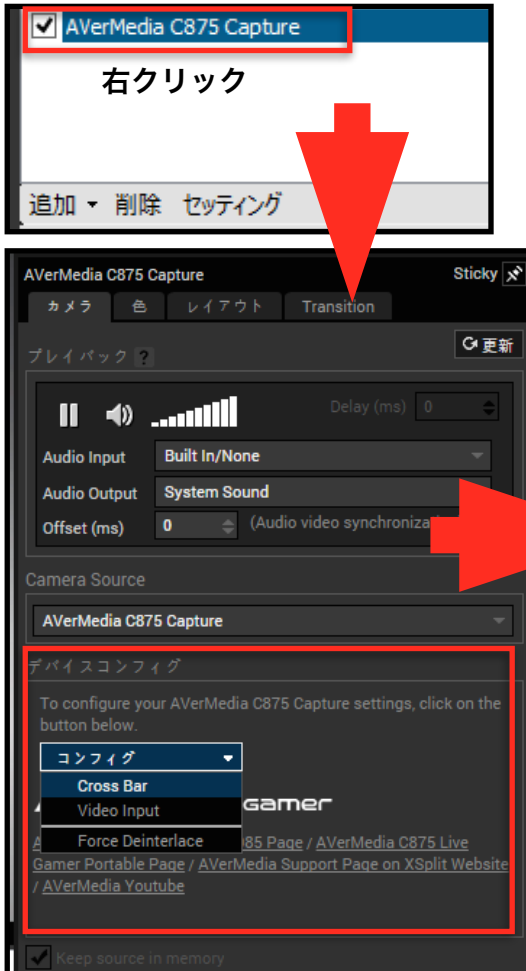 AVerMedia C875 Capture
右クリック
追加 削除 セッティング
AVerMedia C875 Capture Sticky
カメラ 色 レイアウト Transition
更新
プレイバック ?
Delay (ms) 0
Audio Input Built In/None
Audio Output System Sound
Offset (ms) 0 (Audio video
Camera Source
AVerMedia C875 Capture
デバイスコンフィグ
To configure your AVerMedia C875 Capture settings, click on the
button below.
コンフィグ
Cross Bar
Video Input
Gamer
Force Deinterlace
Page / AVerMedia C875 Live
Gamer Portable Page / AVerMedia Support Page on XSplit Website
/ AVerMedia Youtube
Keep source in memory